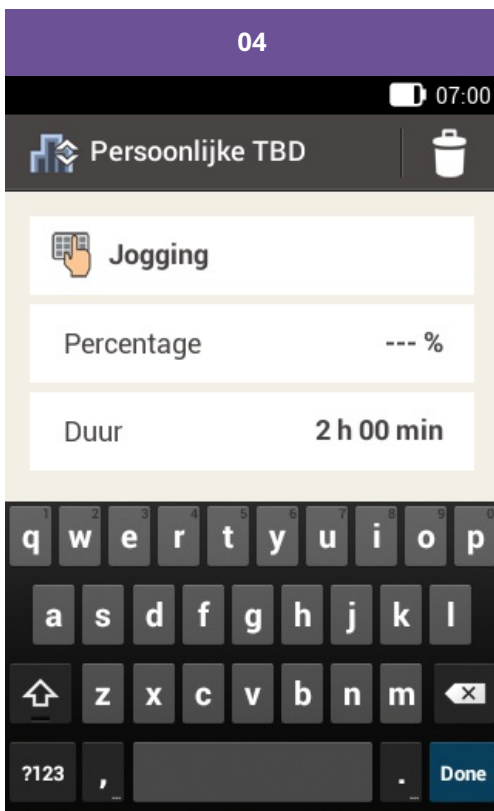 04
07:00
Persoonlijke TBD
Jogging
Percentage --- %
Duur 2 h 00 min
1 2 3 4 5 6 7 8 9 0
q w e r t y u i o p
a s d f g h j k l
z x c v b n m
?123 , ... . ... Done